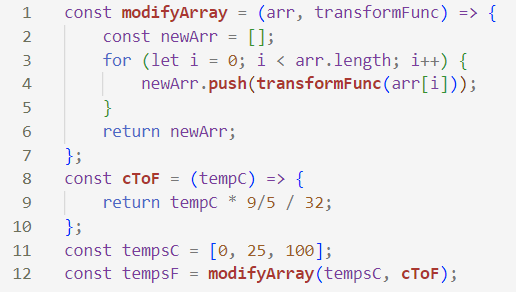 1 const modifyArray = (arr, transformFunc) => {
2 const newArr = [];
3 for (let i = 0; i < arr.length; i++) {
4 newArr.push(transformFunc(arr[i]));
5 }
6 return newArr;
7 };
8 const cToF = (tempC) => {
9 return tempC * 9/5 / 32;
10 };
11 const tempsC = [0, 25, 100];
12 const tempsF = modifyArray(tempsC, cToF);